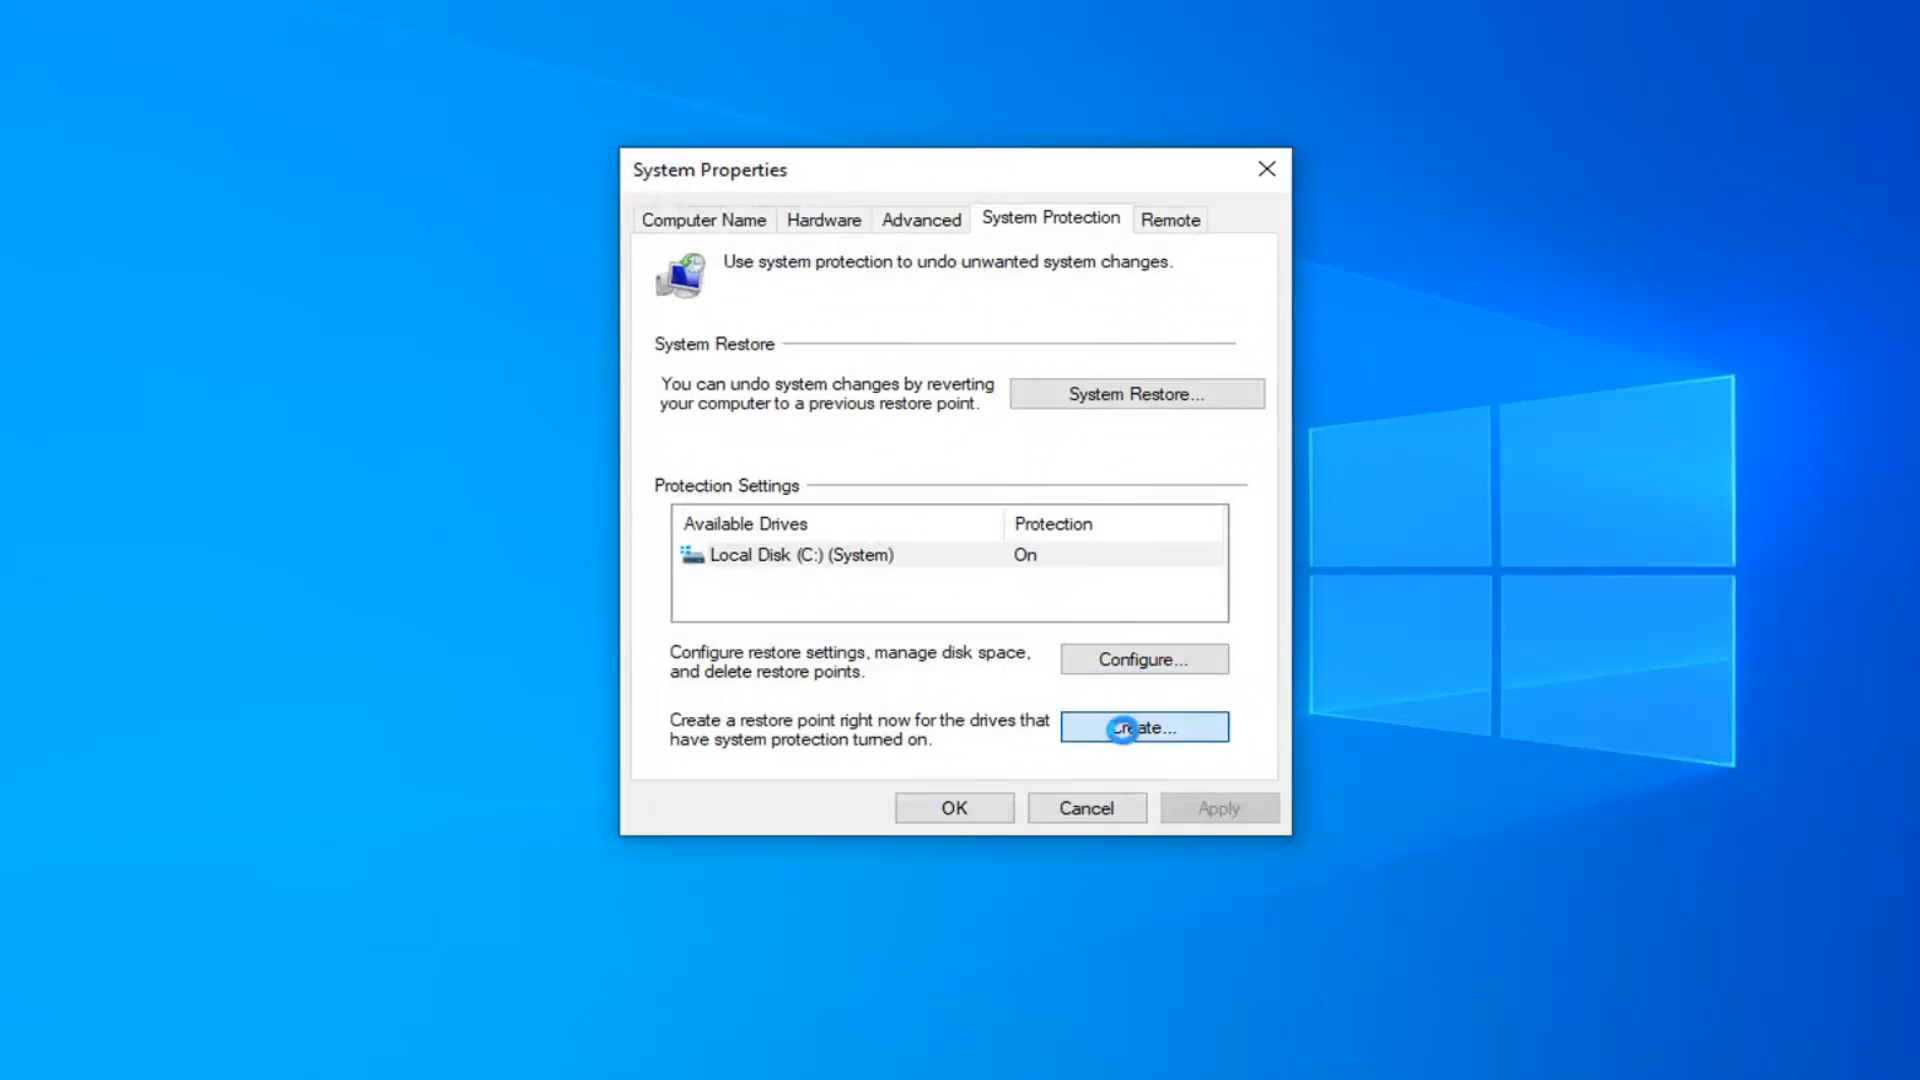 System Properties
Computer Name
Hardware
Advanced
System Protection
Remote
Use system protection to undo unwanted system changes.
System Restore
You can undo system changes by reverting
your computer to a previous restore point.
System Restore...
Protection Settings
Available Drives
Protection
Local Disk (C:) (System)
On
Configure restore settings, manage disk space,
and delete restore points.
Configure...
Create a restore point right now for the drives that
have system protection turned on.
Create...
OK
Cancel
Apply